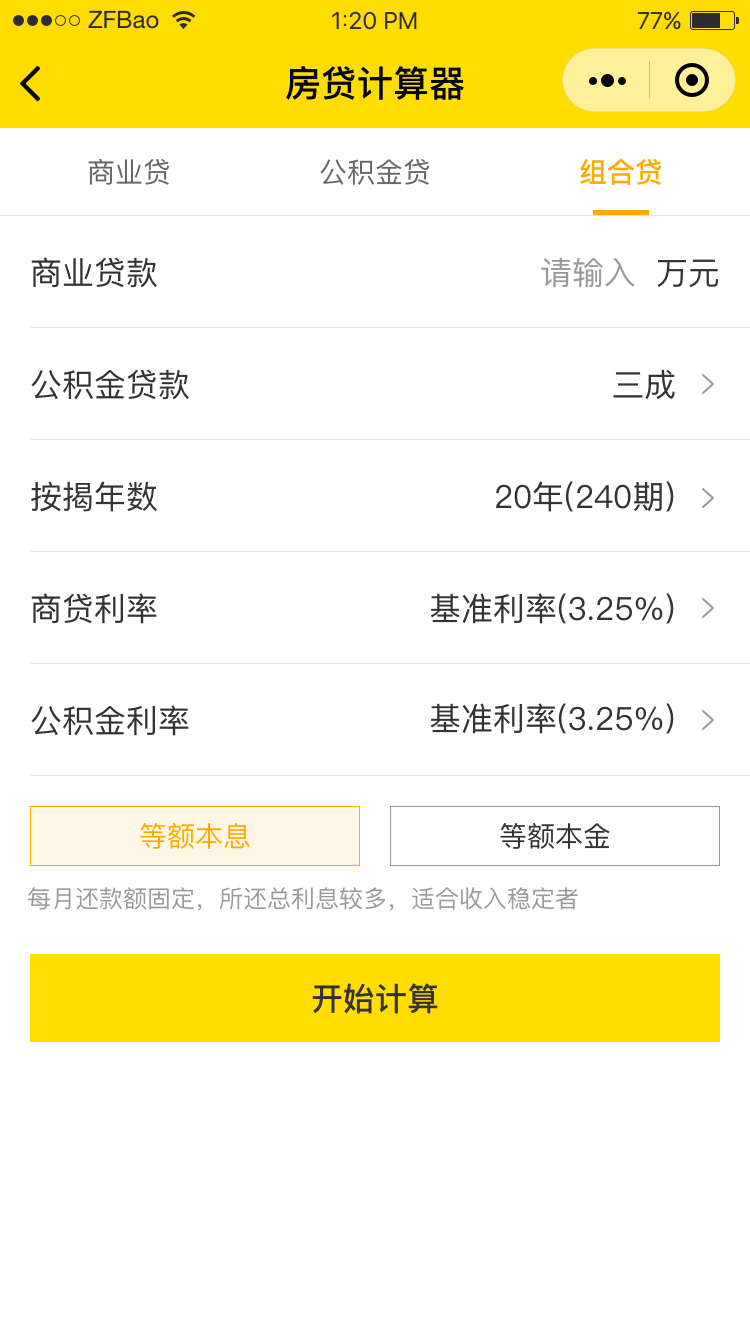 ZFBao 1:20 PM 77%
房贷计算器
商业贷 公积金贷 组合贷
商业贷款 请输入 万元
公积金贷款 三成
按揭年数 20年(240期)
商贷利率 基准利率(3.25%)
公积金利率 基准利率(3.25%)
等额本息 等额本金
每月还款额固定，所还总利息较多，适合收入稳定者
开始计算